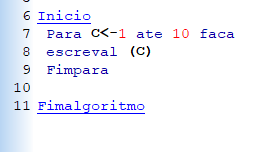 6 Inicio
7 Para C<-1 ate 10 faca
8 escreval (C)
9 Fimpara
10
11 Fimalgoritmo